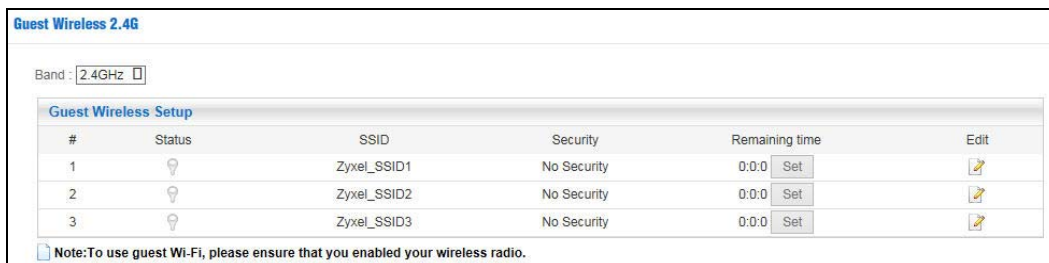 Guest Wireless 2.4G
Band : 2.4GHz
Guest Wireless Setup
# Status SSID Security Remaining time Edit
1 Zyxel_SSID1 No Security 0:0:0 Set
2 Zyxel_SSID2 No Security 0:0:0 Set
3 Zyxel_SSID3 No Security 0:0:0 Set
Note:To use guest Wi-Fi, please ensure that you enabled your wireless radio.